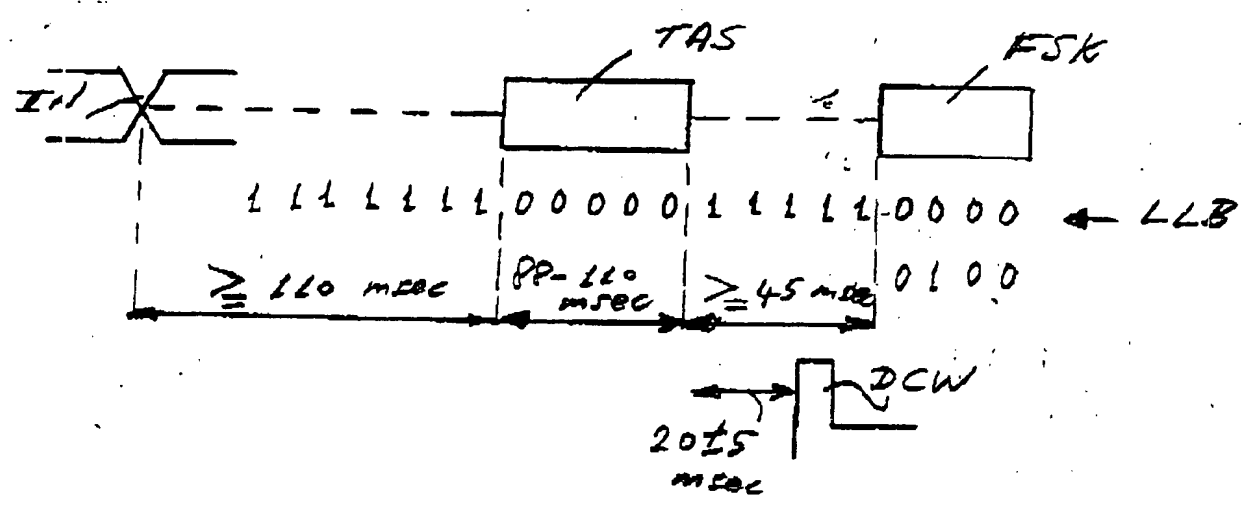 TAS
FSK
1 1 1 1 1 1 1 0 0 0 0 0 1 1 1 1 1 0 0 0 0 ← LLB
≥ 110 msec
88-110 msec
≥ 45 msec
0 1 0 0
DCW
20±5 msec